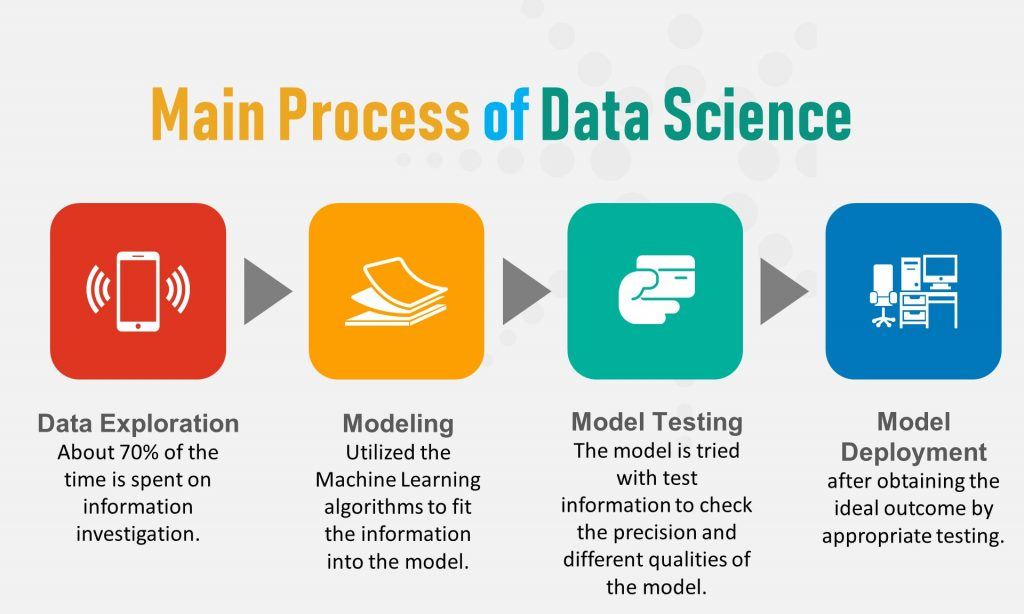 Main Process of Data Science
Data Exploration
About 70% of the
time is spent on
information
investigation.
Modeling
Utilized the
Machine Learning
algorithms to fit
the information
into the model.
Model Testing
The model is tried
with test
information to check
the precision and
different qualities of
the model.
Model
Deployment
after obtaining the
ideal outcome by
appropriate testing.